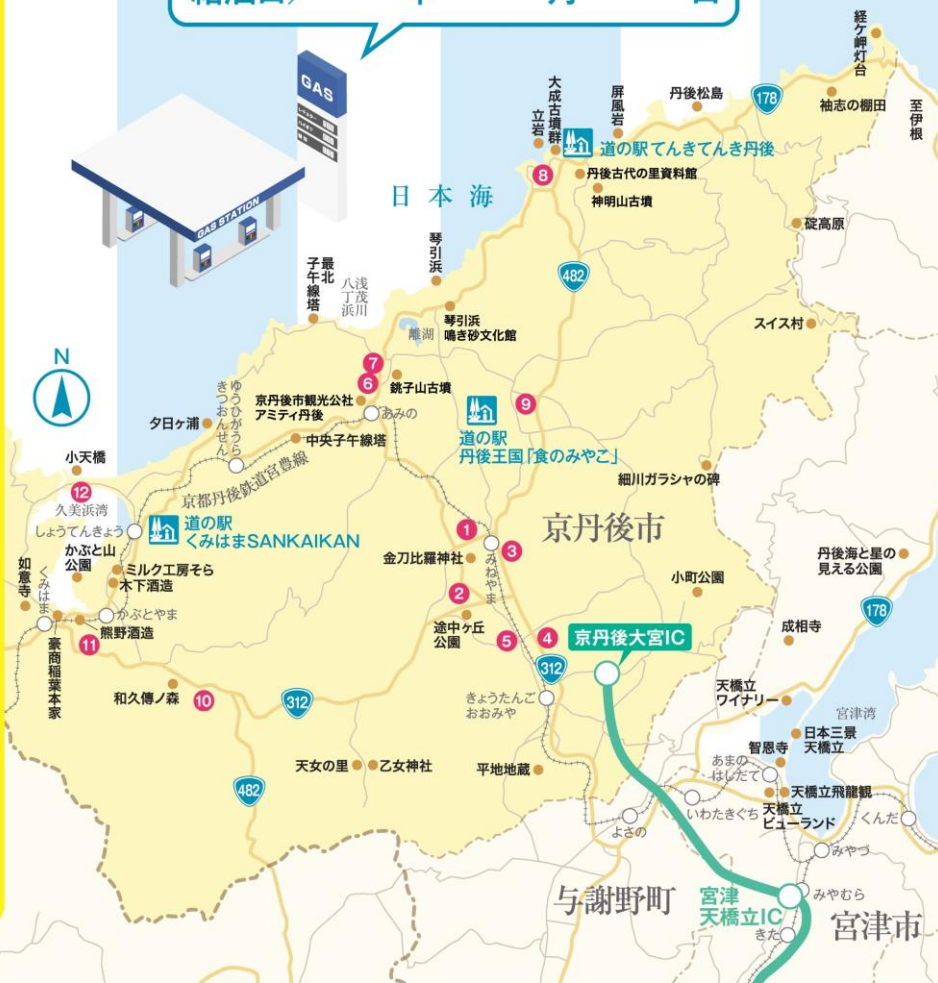 GAS
GAS STATION
経ケ岬灯台
袖志の棚田
至伊根
178
丹後松島
屏風岩
大成古墳群
立岩
道の駅 てんきてんき丹後
8
丹後古代の里資料館
神明山古墳
日本海
碇高原
482
琴引浜
最北
子午線塔
浅茂川
八丁浜
離湖
琴引浜
鳴き砂文化館
スイス村
N
7
6
銚子山古墳
京丹後市観光公社
アミティ丹後
あみの
9
道の駅
丹後王国「食のみやこ」
ゆうひがうら
きつおんせん
夕日ヶ浦
中央子午線塔
京都丹後鉄道宮豊線
細川ガラシャの碑
小天橋
12
久美浜湾
しょうてんきょう
道の駅
くみはまSANKAIKAN
1
みねやま
3
京丹後市
金刀比羅神社
かぶと山
公園
ミルク工房そら
木下酒造
如意寺
くみはま
かぶとやま
熊野酒造
豪商稲葉本家
11
2
途中ヶ丘
公園
5
4
312
小町公園
丹後海と星の
見える公園
178
成相寺
京丹後大宮IC
和久傳ノ森
10
312
きょうたんご
おおみや
天橋立
ワイナリー
宮津湾
日本三景
天橋立
智恩寺
あまの
はしだて
天橋立飛龍観
天橋立
ビューランド
482
天女の里
乙女神社
平地地蔵
いわたきぐち
よさの
くんだ
みやづ
与謝野町
宮津
天橋立IC
みやむら
きた
宮津市